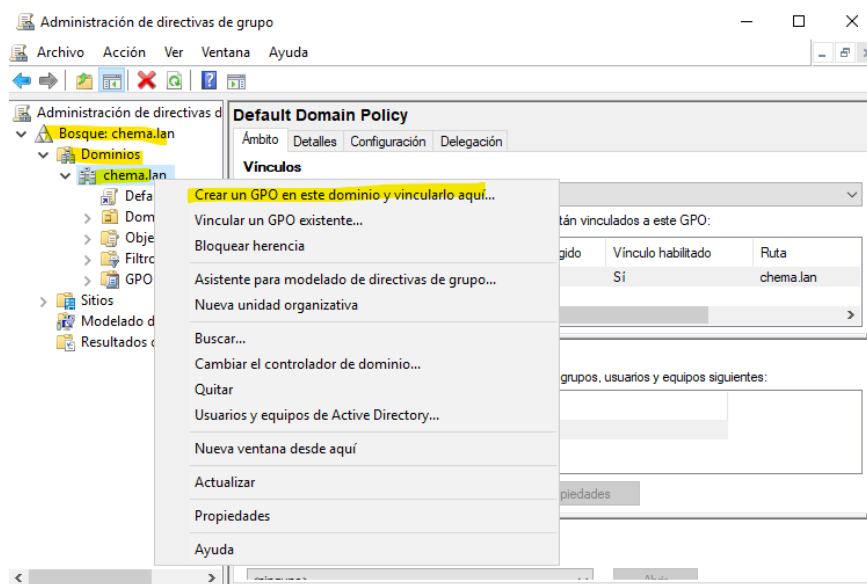 Administración de directivas de grupo
Archivo Acción Ver Ventana Ayuda
Administración de directivas d
Bosque: chema.lan
Dominios
chema.lan
Defa
Dom
Obje
Filtro
GPO
Sitios
Modelado d
Resultados
Default Domain Policy
Ámbito Detalles Configuración Delegación
Vínculos
tán vinculados a este GPO:
gido Vínculo habilitado Ruta
Sí chema.lan
grupos, usuarios y equipos siguientes:
piedades
Crear un GPO en este dominio y vincularlo aquí...
Vincular un GPO existente...
Bloquear herencia
Asistente para modelado de directivas de grupo...
Nueva unidad organizativa
Buscar...
Cambiar el controlador de dominio...
Quitar
Usuarios y equipos de Active Directory...
Nueva ventana desde aquí
Actualizar
Propiedades
Ayuda